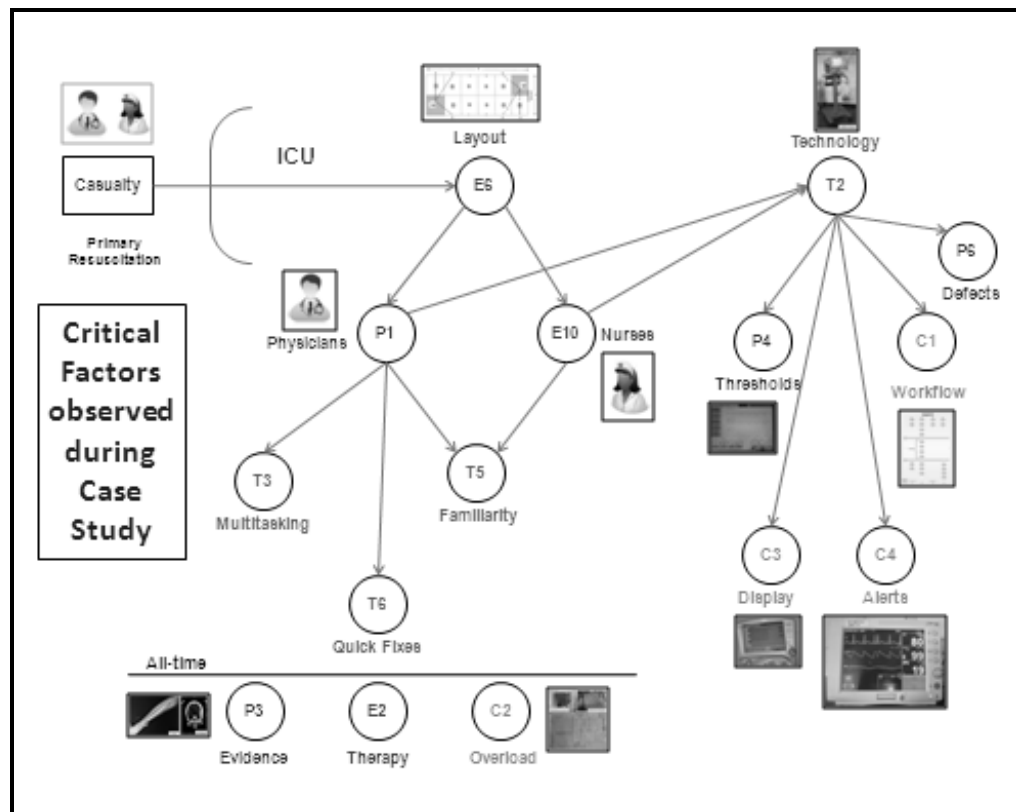 Layout
Technology
ICU
Casualty
E6
T2
Primary
Resuscitation
P6
Defects
Physicians
P1
E10
Nurses
P4
Thresholds
C1
Workflow
Critical
Factors
observed
during
Case
Study
T3
Multitasking
T5
Familiarity
C3
Display
C4
Alerts
T6
Quick Fixes
All-time
P3
Evidence
E2
Therapy
C2
Overload